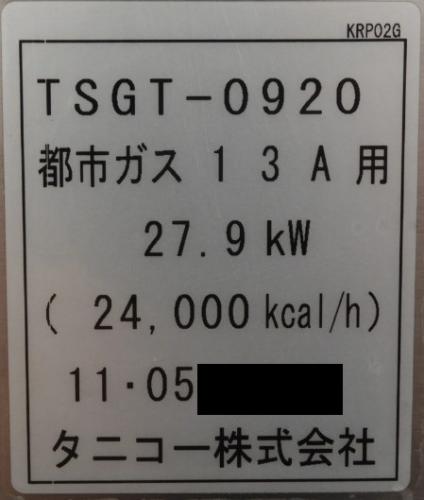 KRP02G
TSGT-0920
都市ガス 1 3 A 用
27.9 kW
( 24,000 kcal/h)
11・05
タニコー株式会社